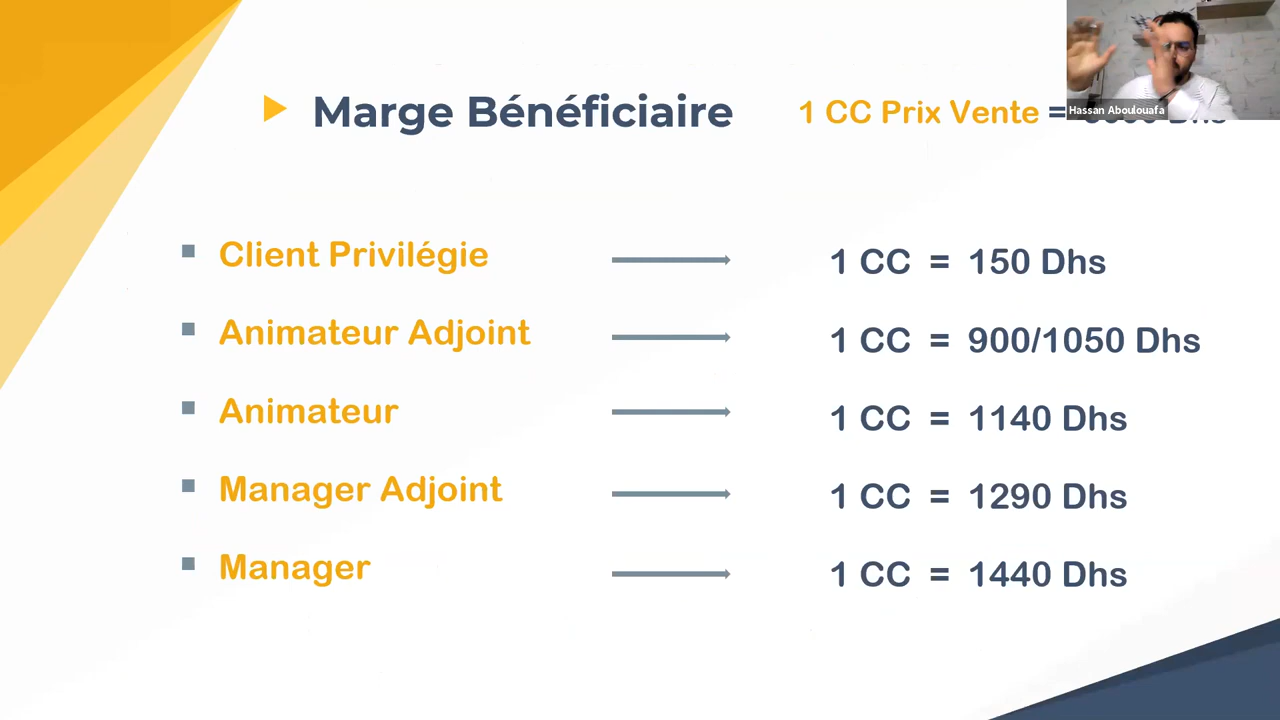 Marge Bénéficiaire
1 CC Prix Vente =
Hassan Aboulouafa
Client Privilégie 1 CC = 150 Dhs
Animateur Adjoint 1 CC = 900/1050 Dhs
Animateur 1 CC = 1140 Dhs
Manager Adjoint 1 CC = 1290 Dhs
Manager 1 CC = 1440 Dhs